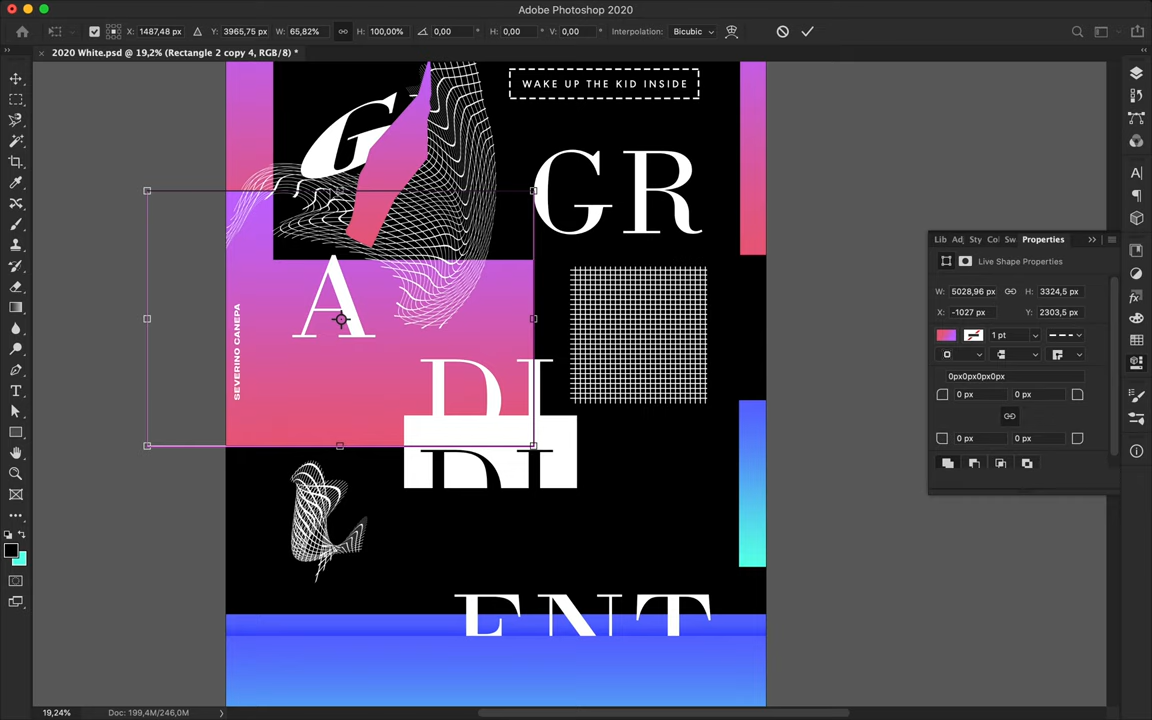 Adobe Photoshop 2020
X: 1487,48 px Y: 3965,75 px W: 65,82% H: 100,00% 0,00 H: 0,00 V: 0,00 Interpolation: Bicubic
2020 White.psd @ 19,2% (Rectangle 2 copy 4, RGB/8) *
WAKE UP THE KID INSIDE
G
GR
A
SEVERINO CANEPA
DI
DI
ENT
Lib Ad Sty Co Sw Properties
Live Shape Properties
W: 5028,96 px H: 3324,5 px
X: -1027 px Y: 2303,5 px
1 pt
0px0px0px0px
0 px 0 px
0 px 0 px
19,24% Doc: 199,4M/246,0M